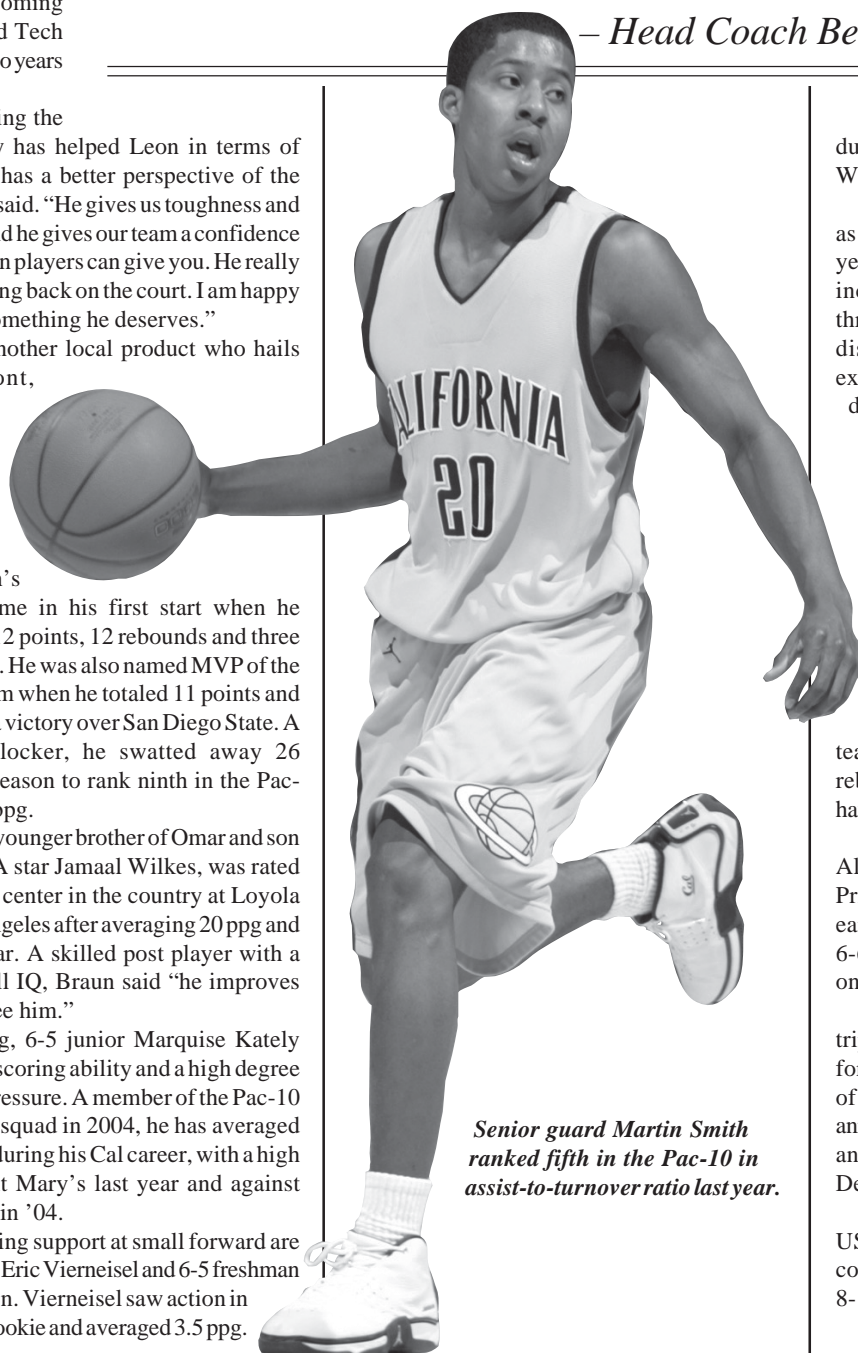 – Head Coach Be
oming
d Tech
o years
ing the
y has helped Leon in terms of
has a better perspective of the
said. “He gives us toughness and
nd he gives our team a confidence
n players can give you. He really
ng back on the court. I am happy
omething he deserves.”
nother local product who hails
ont,
n's
me in his first start when he
2 points, 12 rebounds and three
. He was also named MVP of the
m when he totaled 11 points and
a victory over San Diego State. A
locker, he swatted away 26
eason to rank ninth in the Pac-
opg.
younger brother of Omar and son
A star Jamaal Wilkes, was rated
center in the country at Loyola
ngeles after averaging 20 ppg and
ar. A skilled post player with a
ll IQ, Braun said “he improves
ee him.”
g, 6-5 junior Marquise Kately
scoring ability and a high degree
ressure. A member of the Pac-10
squad in 2004, he has averaged
during his Cal career, with a high
t Mary’s last year and against
in ’04.
ing support at small forward are
Eric Vierneisel and 6-5 freshman
n. Vierneisel saw action in
ookie and averaged 3.5 ppg.
ALIFORNIA
20
Cal
Senior guard Martin Smith
ranked fifth in the Pac-10 in
assist-to-turnover ratio last year.
du
W
as
ye
inc
thr
dis
ex
d
tea
reb
ha
Al
Pr
ea
6-
on
tri
for
of
an
an
De
US
co
8-